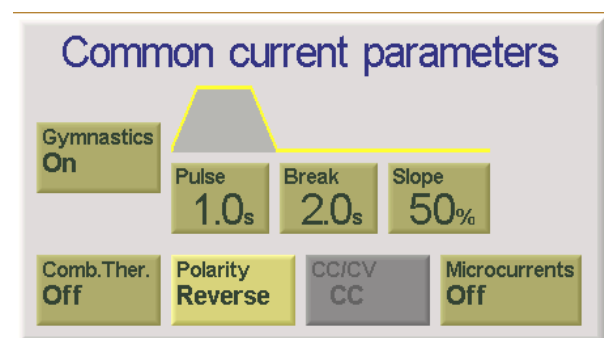 Common current parameters
Gymnastics
On
Pulse
1.0s
Break
2.0s
Slope
50%
Comb.Ther.
Off
Polarity
Reverse
CC/CV
CC
Microcurrents
Off